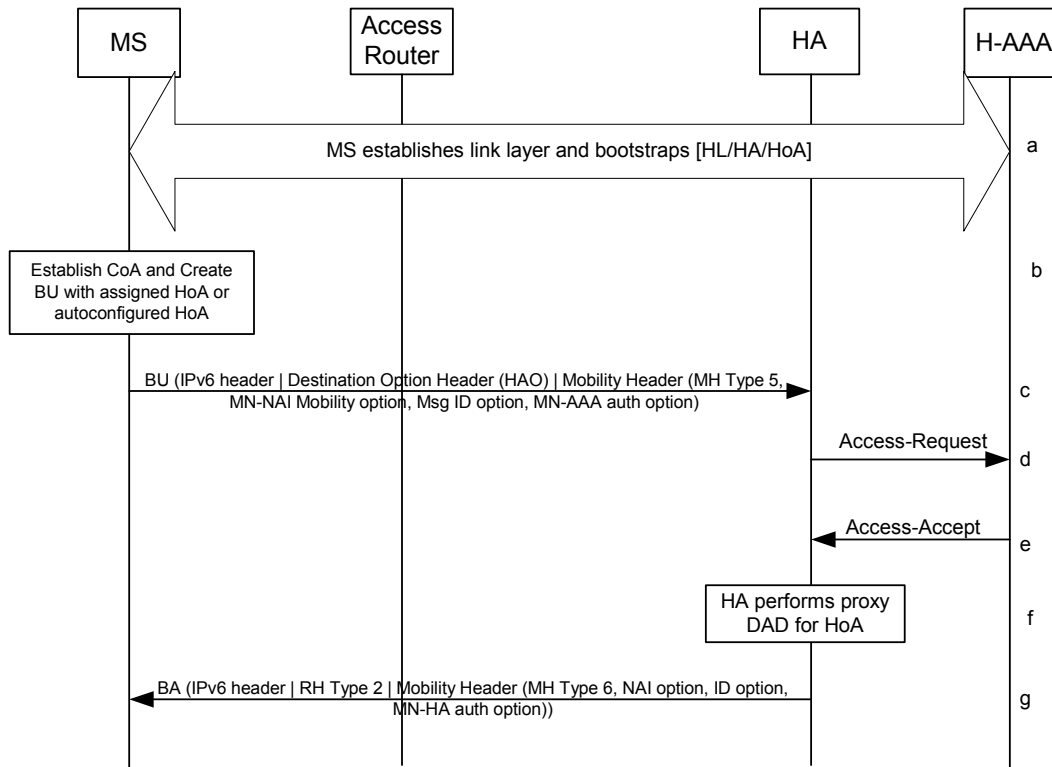 MS
Access
Router
HA
H-AAA
MS establishes link layer and bootstraps [HL/HA/HoA]
a
Establish CoA and Create
BU with assigned HoA or
autoconfigured HoA
b
BU (IPv6 header | Destination Option Header (HAO) | Mobility Header (MH Type 5,
MN-NAI Mobility option, Msg ID option, MN-AAA auth option)
c
Access-Request
d
Access-Accept
e
HA performs proxy
DAD for HoA
f
BA (IPv6 header | RH Type 2 | Mobility Header (MH Type 6, NAI option, ID option,
MN-HA auth option))
g